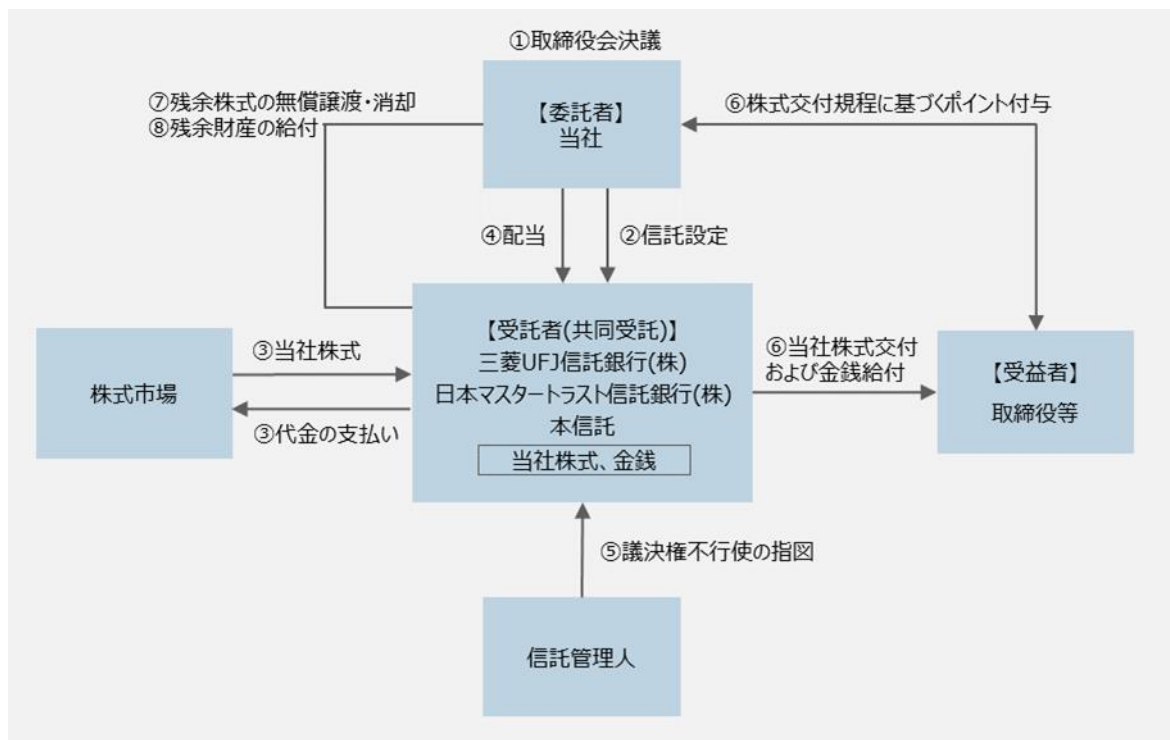 ①取締役会決議
⑦残余株式の無償譲渡・消却
⑧残余財産の給付
【委託者】
当社
⑥株式交付規程に基づくポイント付与
④配当
②信託設定
株式市場
③当社株式
③代金の支払い
【受託者(共同受託)】
三菱UFJ信託銀行(株)
日本マスタートラスト信託銀行(株)
本信託
当社株式、金銭
⑥当社株式交付
および金銭給付
【受益者】
取締役等
⑤議決権不行使の指図
信託管理人